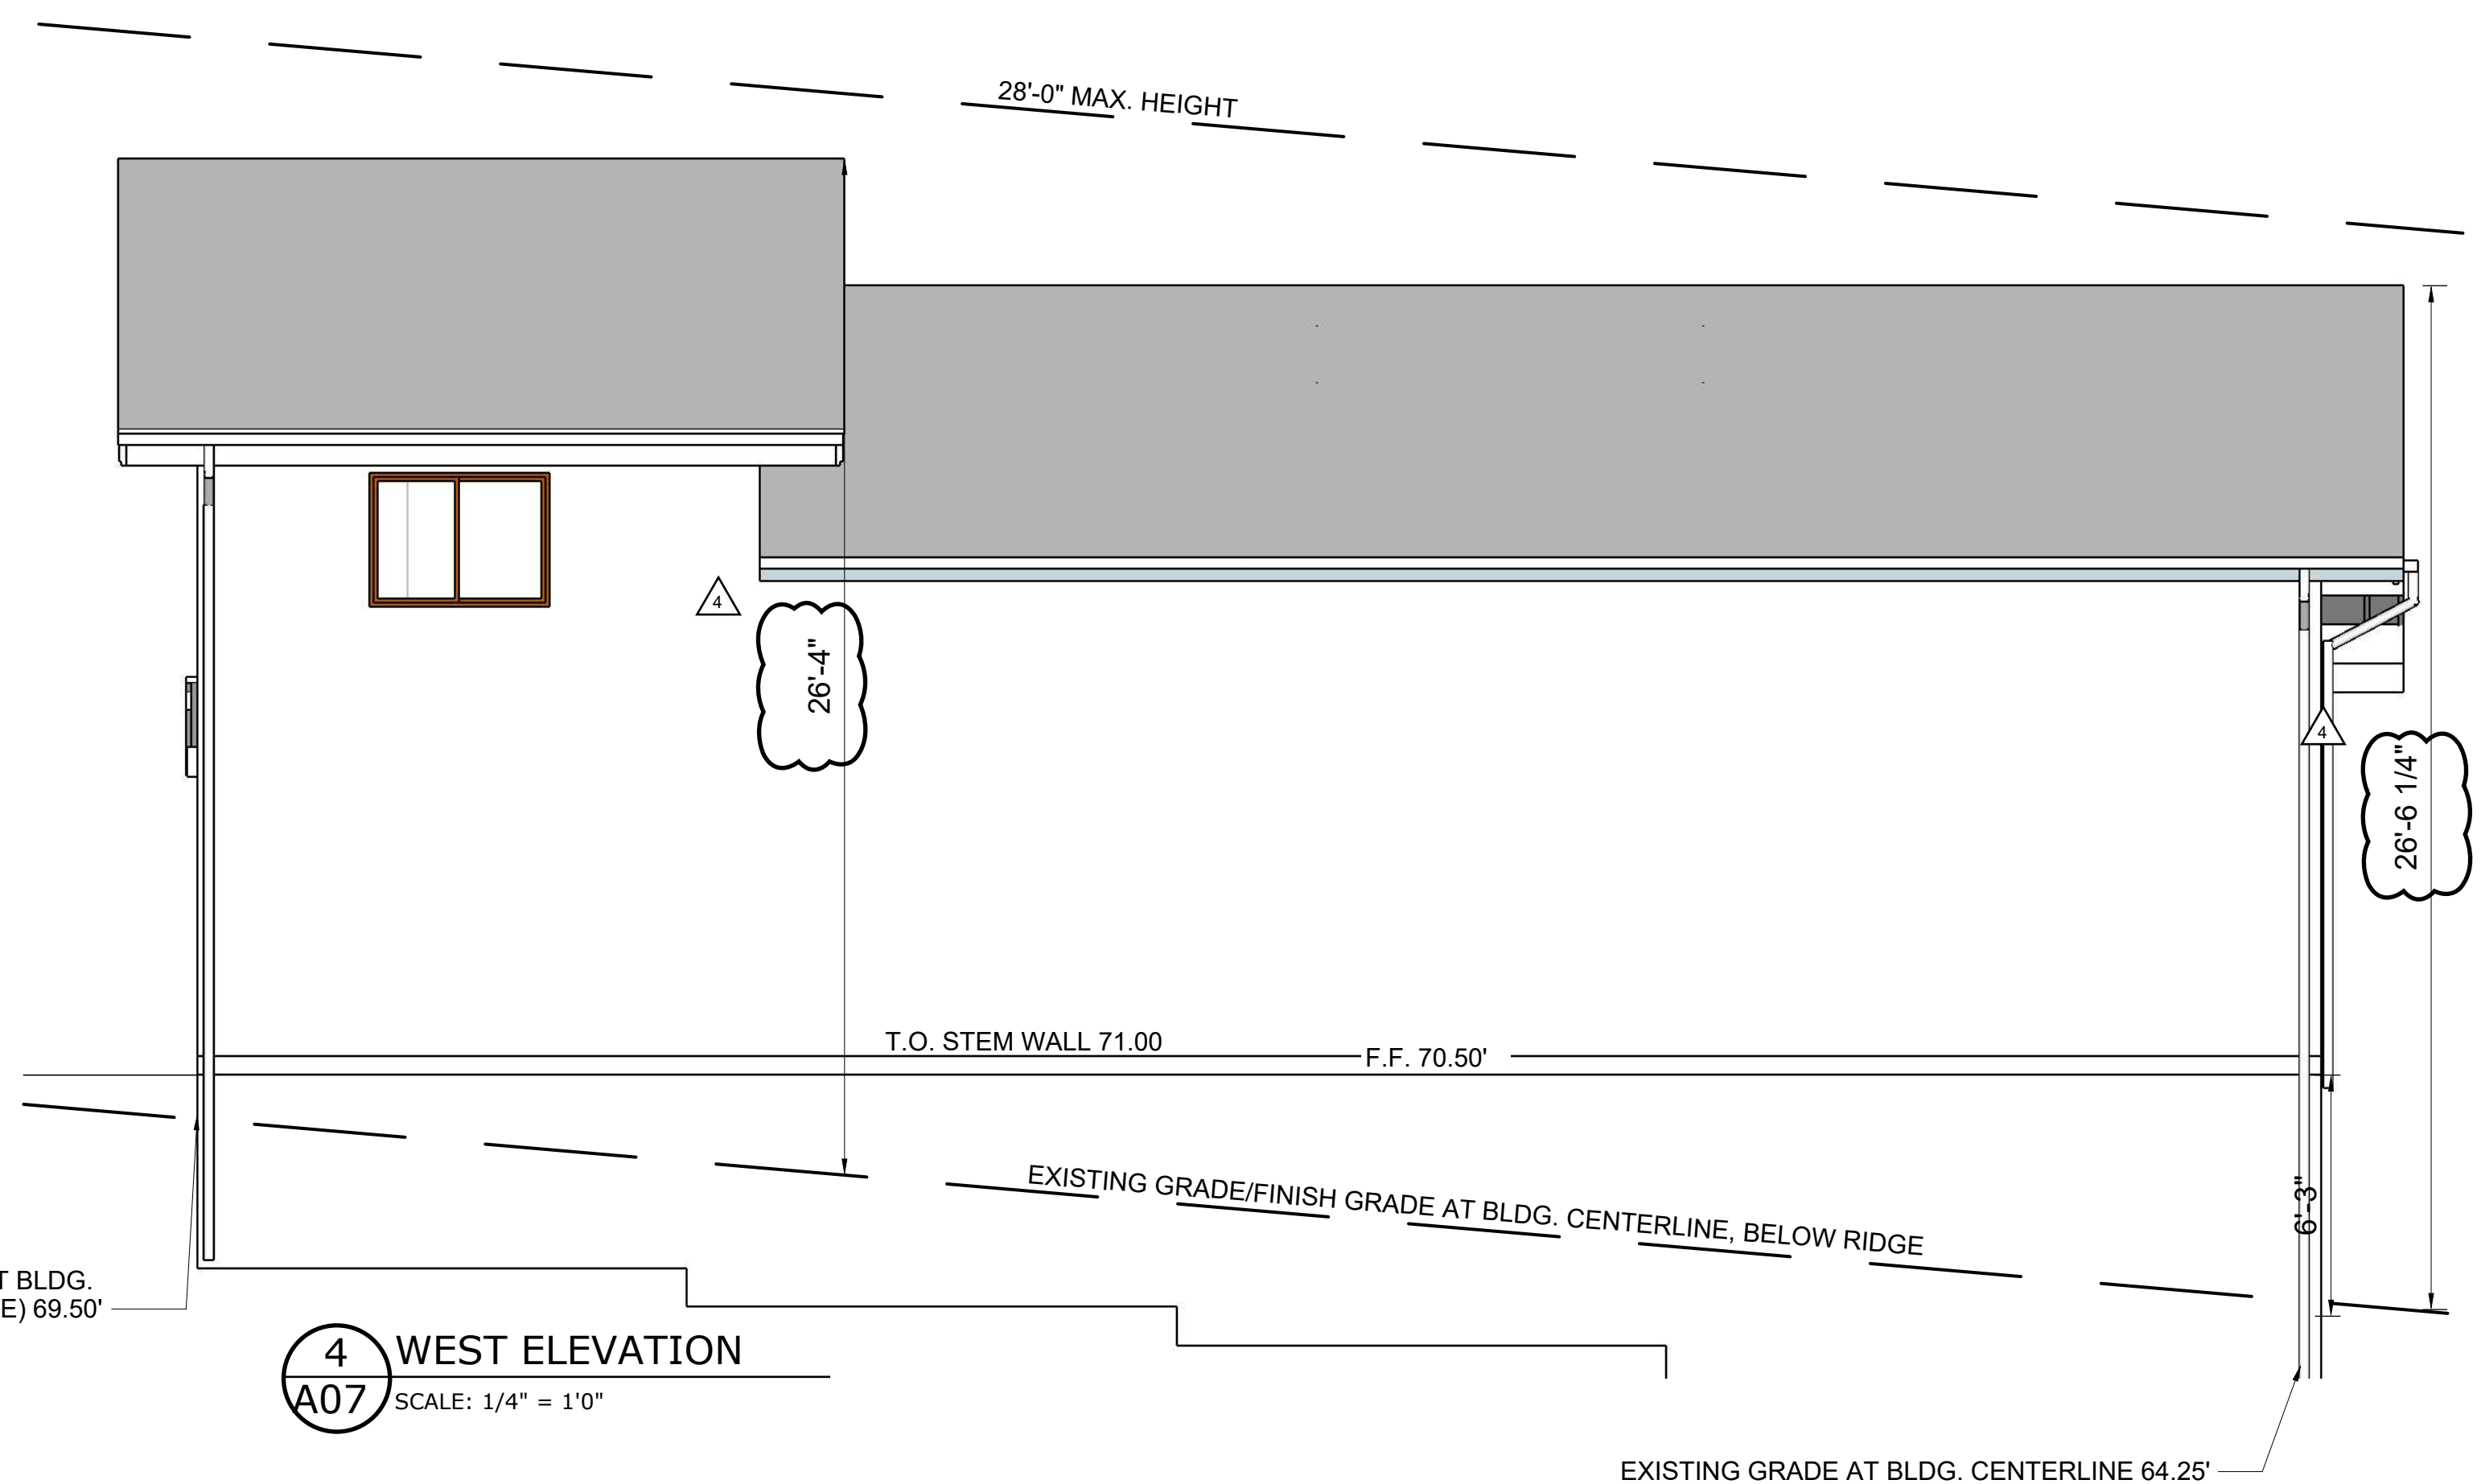 28'-0" MAX. HEIGHT
4
26'-4"
4
26'-6 1/4"
T.O. STEM WALL 71.00
F.F. 70.50'
EXISTING GRADE/FINISH GRADE AT BLDG. CENTERLINE, BELOW RIDGE
6'-3"
T BLDG.
E) 69.50'
4
A07
WEST ELEVATION
SCALE: 1/4" = 1'0"
EXISTING GRADE AT BLDG. CENTERLINE 64.25'